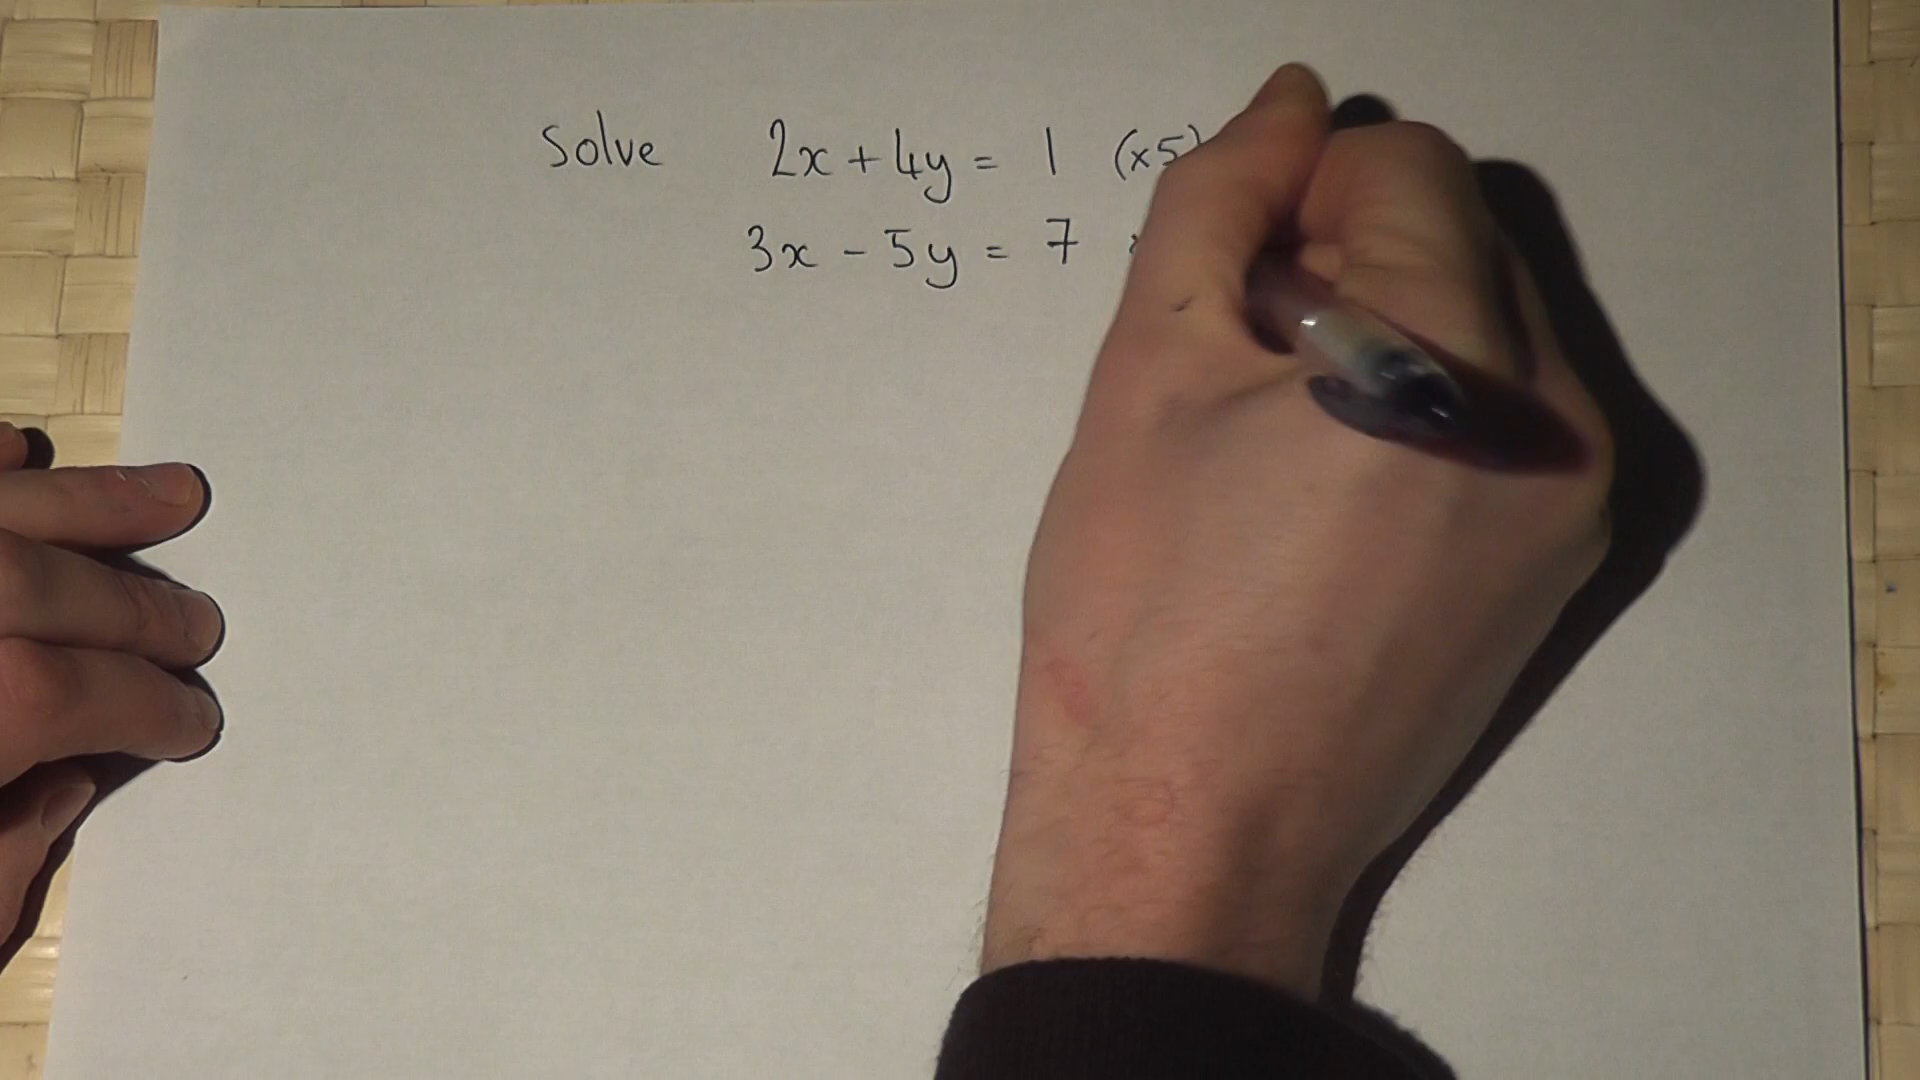 Solve 2x + 4y = 1 (×5)
3x - 5y = 7